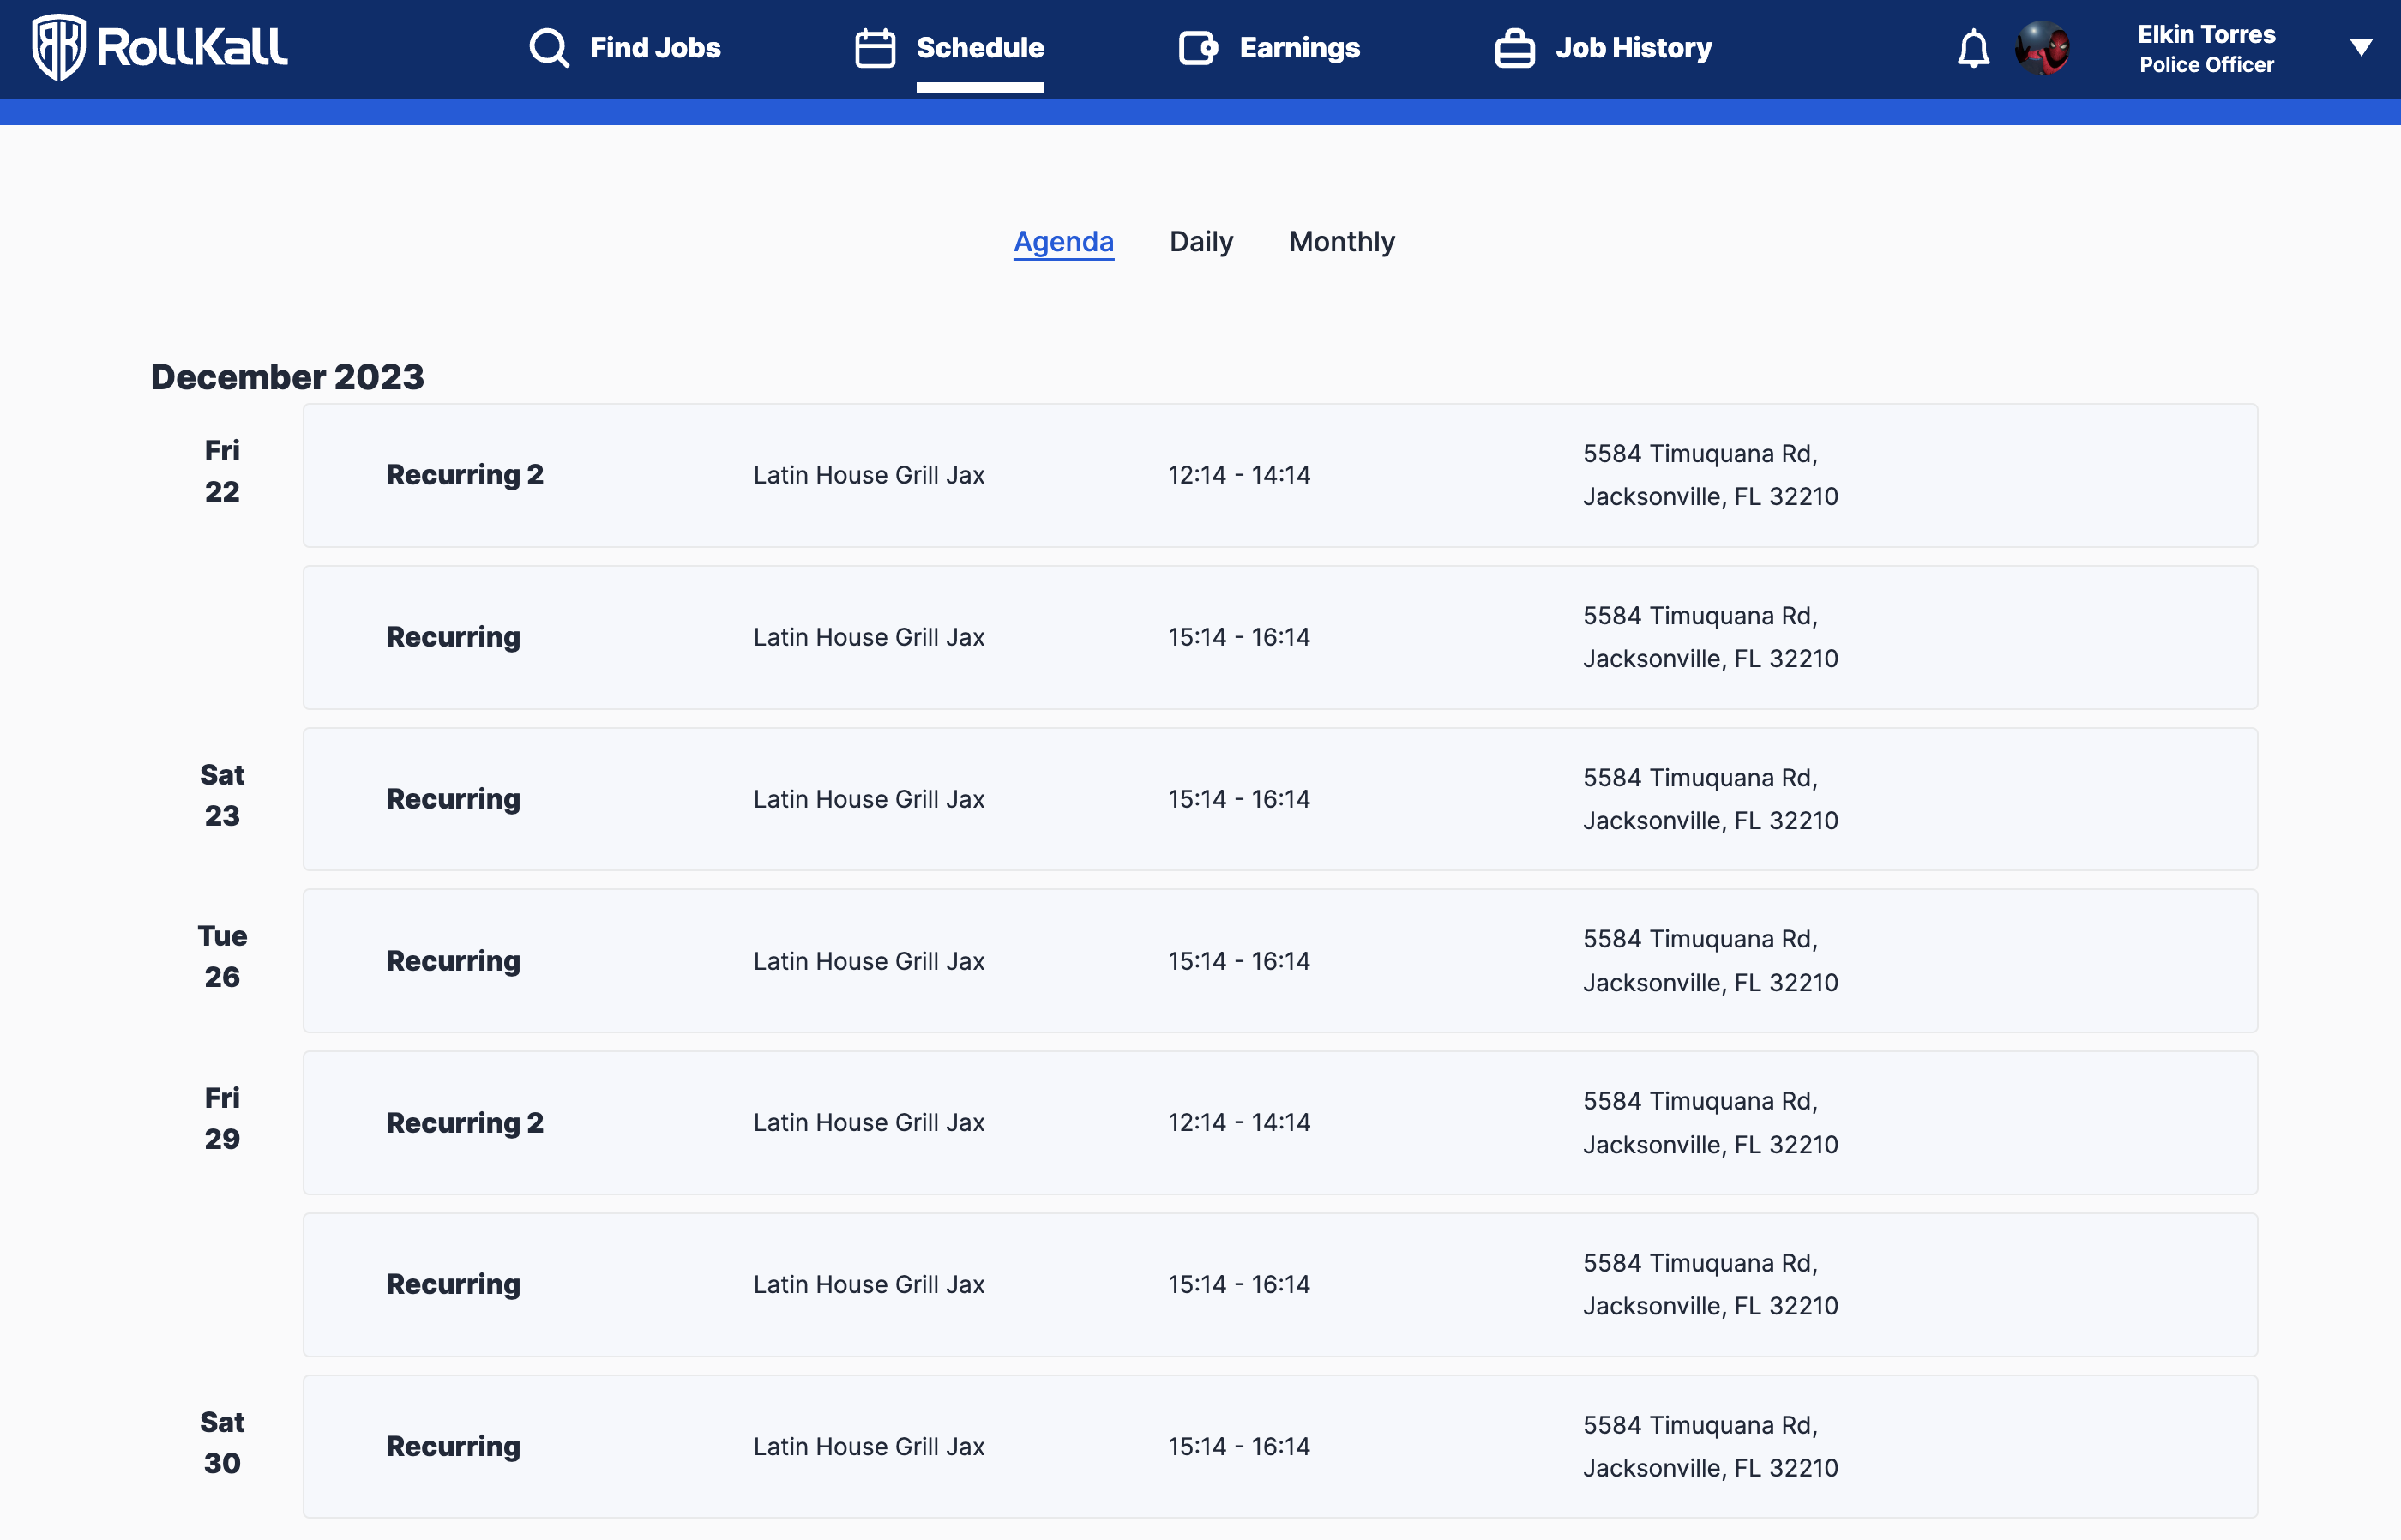 RollKall
Find Jobs
Schedule
Earnings
Job History
Elkin Torres
Police Officer
Agenda
Daily
Monthly
December 2023
Fri
22
Recurring 2
Latin House Grill Jax
12:14 - 14:14
5584 Timuquana Rd,
Jacksonville, FL 32210
Recurring
Latin House Grill Jax
15:14 - 16:14
5584 Timuquana Rd,
Jacksonville, FL 32210
Sat
23
Recurring
Latin House Grill Jax
15:14 - 16:14
5584 Timuquana Rd,
Jacksonville, FL 32210
Tue
26
Recurring
Latin House Grill Jax
15:14 - 16:14
5584 Timuquana Rd,
Jacksonville, FL 32210
Fri
29
Recurring 2
Latin House Grill Jax
12:14 - 14:14
5584 Timuquana Rd,
Jacksonville, FL 32210
Recurring
Latin House Grill Jax
15:14 - 16:14
5584 Timuquana Rd,
Jacksonville, FL 32210
Sat
30
Recurring
Latin House Grill Jax
15:14 - 16:14
5584 Timuquana Rd,
Jacksonville, FL 32210